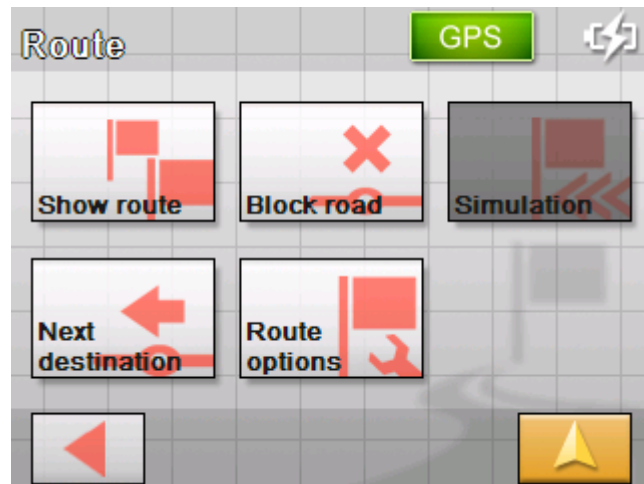 Route
GPS
Show route
Block road
Simulation
Next
destination
Route
options